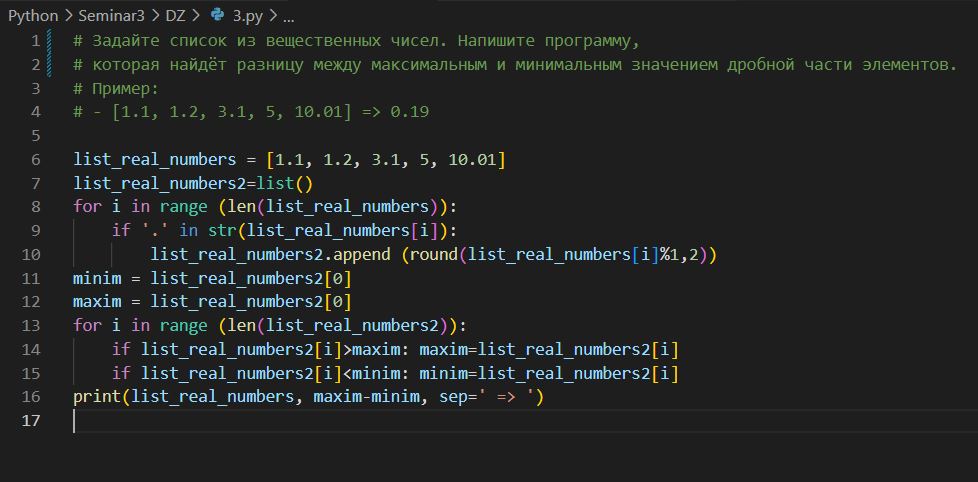 Python > Seminar3 > DZ > 3.py > ...
1 # Задайте список из вещественных чисел. Напишите программу,
2 # которая найдёт разницу между максимальным и минимальным значением дробной части элементов.
3 # Пример:
4 # - [1.1, 1.2, 3.1, 5, 10.01] => 0.19
5
6 list_real_numbers = [1.1, 1.2, 3.1, 5, 10.01]
7 list_real_numbers2=list()
8 for i in range (len(list_real_numbers)):
9     if '.' in str(list_real_numbers[i]):
10         list_real_numbers2.append (round(list_real_numbers[i]%1,2))
11 minim = list_real_numbers2[0]
12 maxim = list_real_numbers2[0]
13 for i in range (len(list_real_numbers2)):
14     if list_real_numbers2[i]>maxim: maxim=list_real_numbers2[i]
15     if list_real_numbers2[i]<minim: minim=list_real_numbers2[i]
16 print(list_real_numbers, maxim-minim, sep=' => ')
17